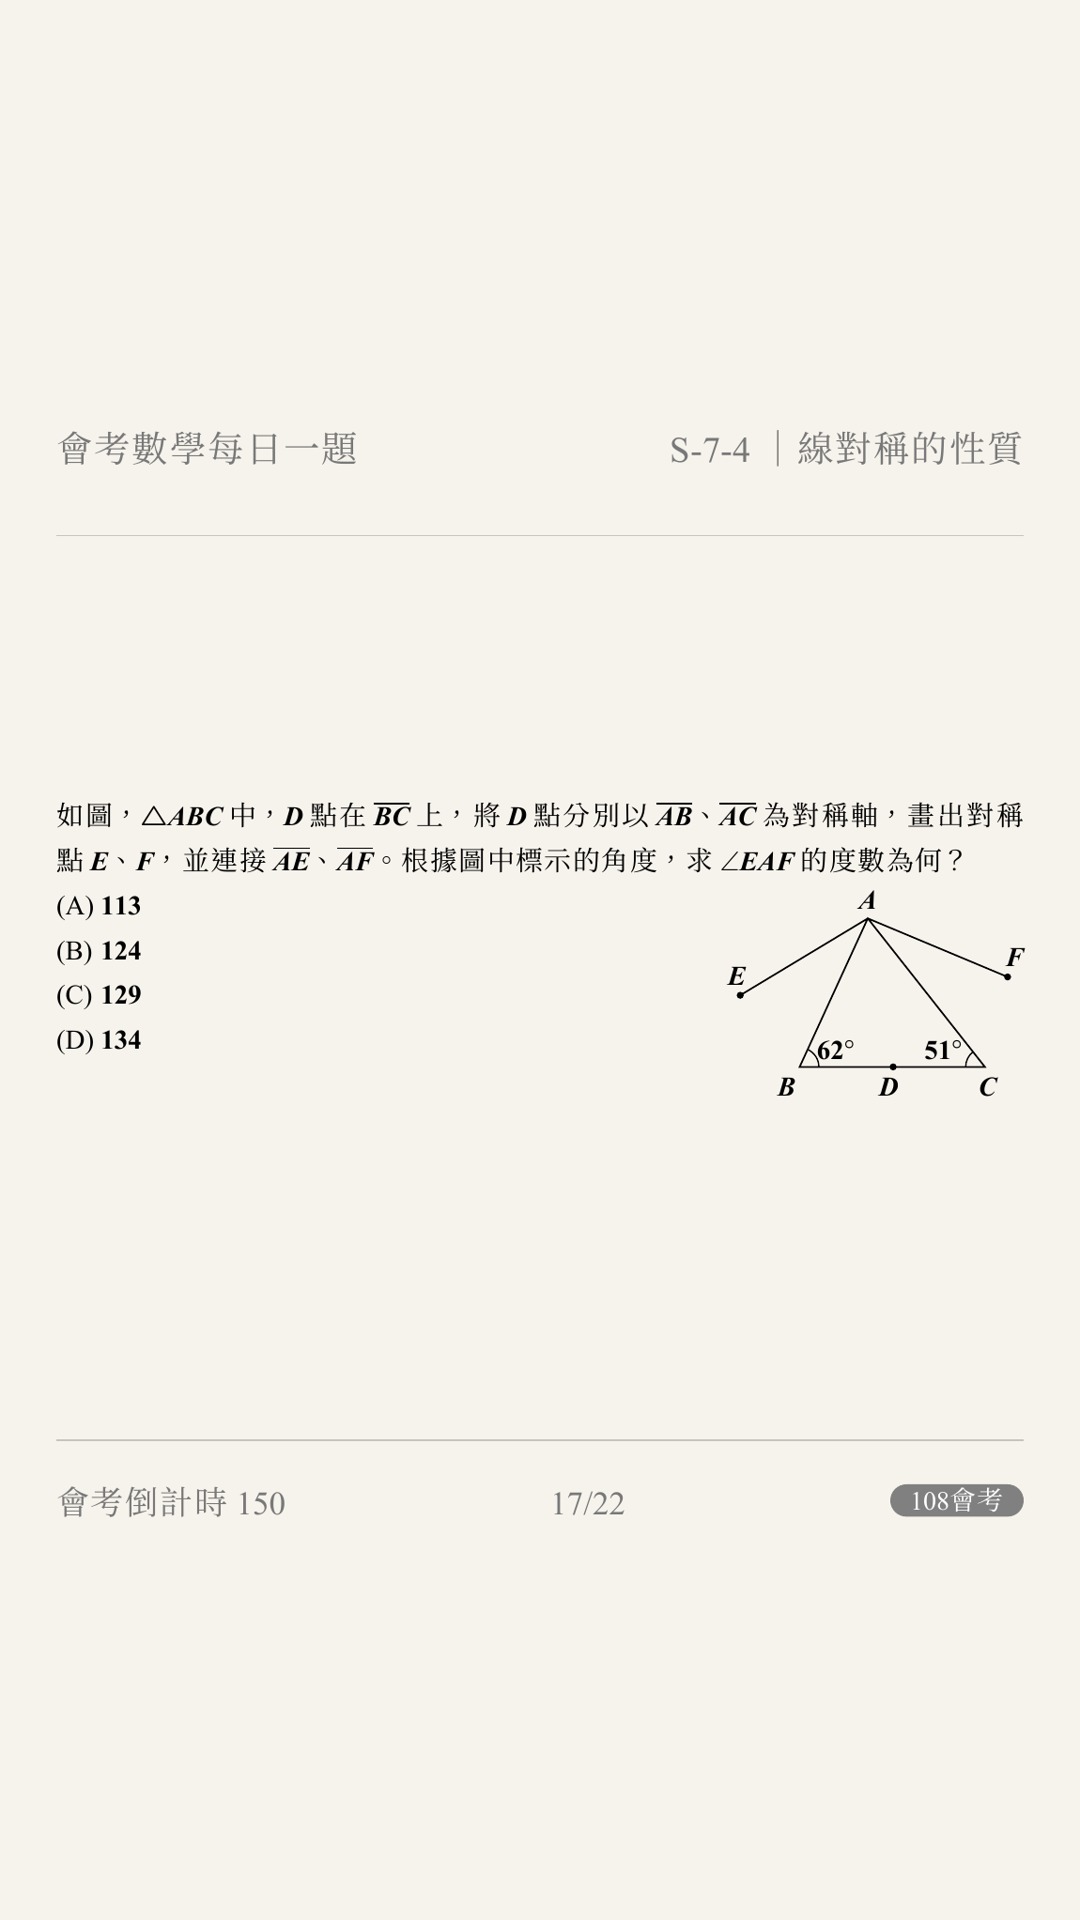 會考數學每日一題
S-7-4｜線對稱的性質
如圖，△ABC 中，D 點在 BC 上，將 D 點分別以 AB、AC 為對稱軸，畫出對稱
點 E、F，並連接 AE、AF。根據圖中標示的角度，求 ∠EAF 的度數為何？
(A) 113
(B) 124
(C) 129
(D) 134
A
F
E
62°
51°
B
D
C
會考倒計時 150
17/22
108會考